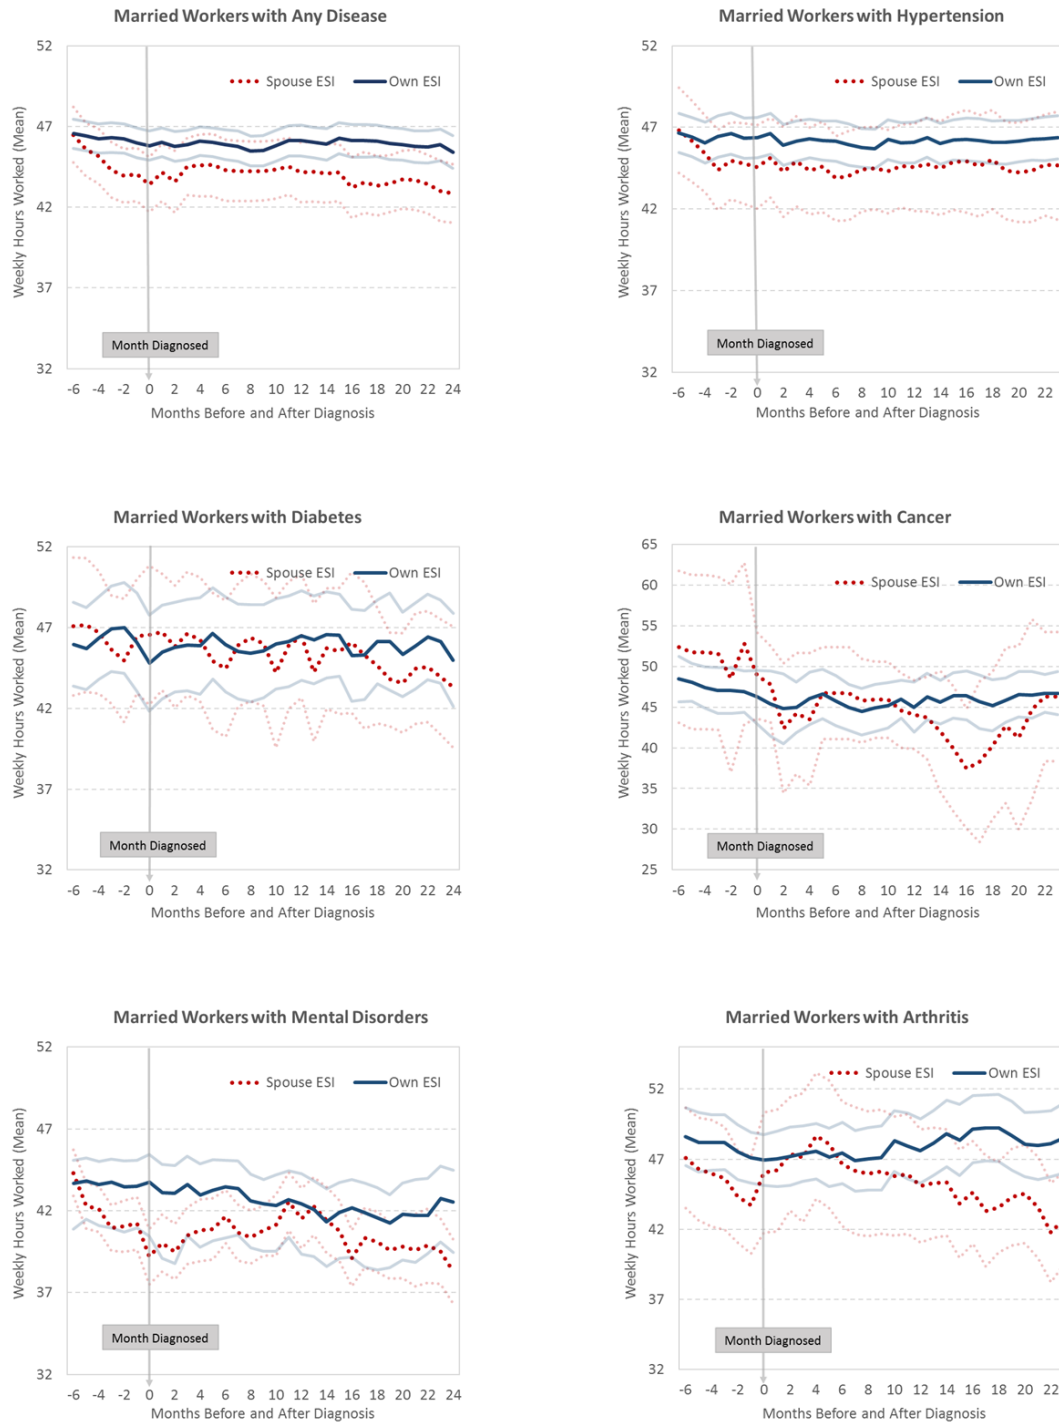 Married Workers with Any Disease
52
47
42
37
32
Weekly Hours Worked (Mean)
Spouse ESI
Own ESI
Month Diagnosed
-6 -4 -2 0 2 4 6 8 10 12 14 16 18 20 22 24
Months Before and After Diagnosis
Married Workers with Hypertension
52
47
42
37
32
Weekly Hours Worked (Mean)
Spouse ESI
Own ESI
Month Diagnosed
-6 -4 -2 0 2 4 6 8 10 12 14 16 18 20 22
Months Before and After Diagnosis
Married Workers with Diabetes
52
47
42
37
32
Weekly Hours Worked (Mean)
Spouse ESI
Own ESI
Month Diagnosed
-6 -4 -2 0 2 4 6 8 10 12 14 16 18 20 22 24
Months Before and After Diagnosis
Married Workers with Cancer
65
60
55
50
45
40
35
30
25
Weekly Hours Worked (Mean)
Spouse ESI
Own ESI
Month Diagnosed
-6 -4 -2 0 2 4 6 8 10 12 14 16 18 20 22
Months Before and After Diagnosis
Married Workers with Mental Disorders
52
47
42
37
32
Weekly Hours Worked (Mean)
Spouse ESI
Own ESI
Month Diagnosed
-6 -4 -2 0 2 4 6 8 10 12 14 16 18 20 22 24
Months Before and After Diagnosis
Married Workers with Arthritis
52
47
42
37
32
Weekly Hours Worked (Mean)
Spouse ESI
Own ESI
Month Diagnosed
-6 -4 -2 0 2 4 6 8 10 12 14 16 18 20 22
Months Before and After Diagnosis